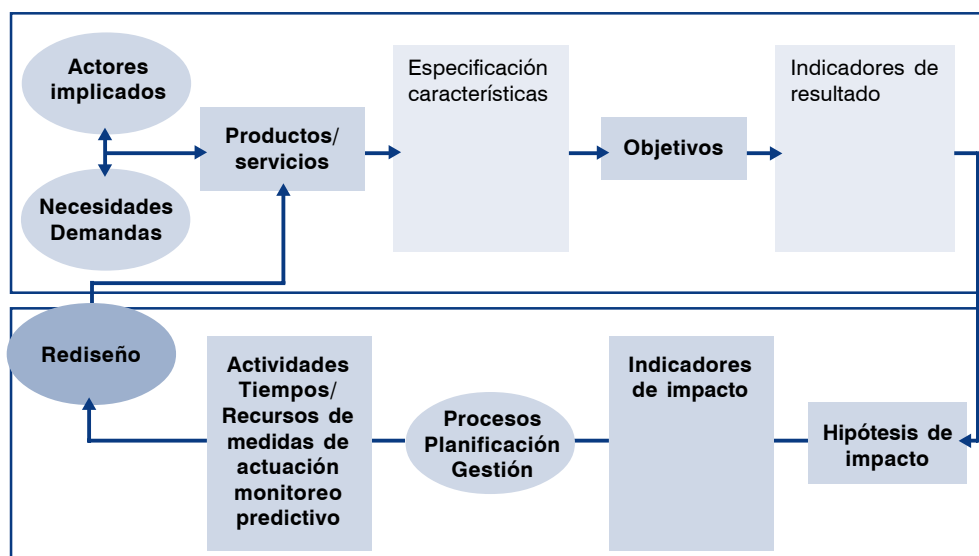 Actores
implicados
Necesidades
Demandas
Productos/
servicios
Especificación
características
Objetivos
Indicadores de
resultado
Rediseño
Actividades
Tiempos/
Recursos de
medidas de
actuación
monitoreo
predictivo
Procesos
Planificación
Gestión
Indicadores
de impacto
Hipótesis de
impacto